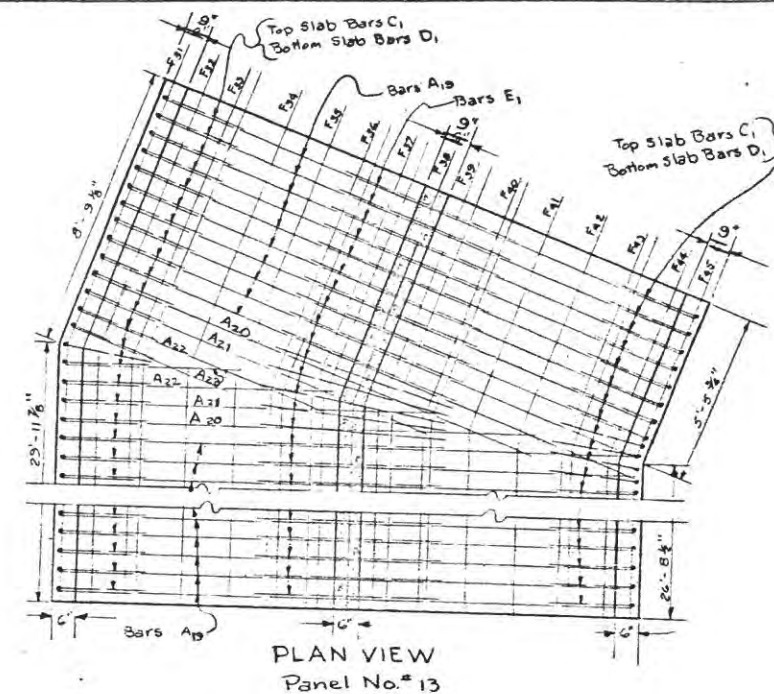 9"
Top Slab Bars C₁
Bottom Slab Bars D₁
F31
F32
F33
F34
F35
F36
F37
F38
F39
F40
F41
F42
F43
F44
F45
Bars A19
Bars E₁
9"
Top Slab Bars C₁
Bottom Slab Bars D₁
9"
8'-9 1/8"
A20
A21
A22
A22
A22
A21
A20
5'-5 3/4"
29'-11 7/8"
26'-8 1/2"
6"
Bars A19
6"
6"
PLAN VIEW
Panel No.# 13